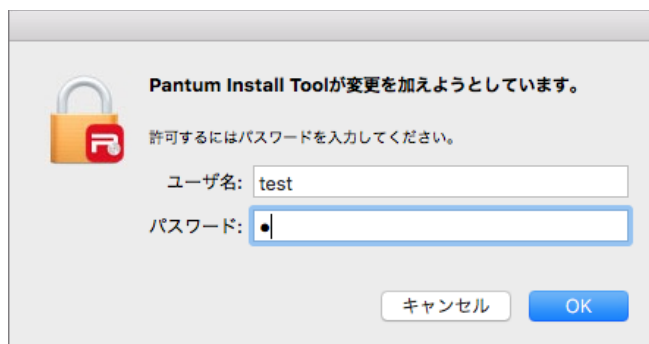 Pantum Install Toolが変更を加えようとしています。
許可するにはパスワードを入力してください。
ユーザ名: test
パスワード: ●
キャンセル OK